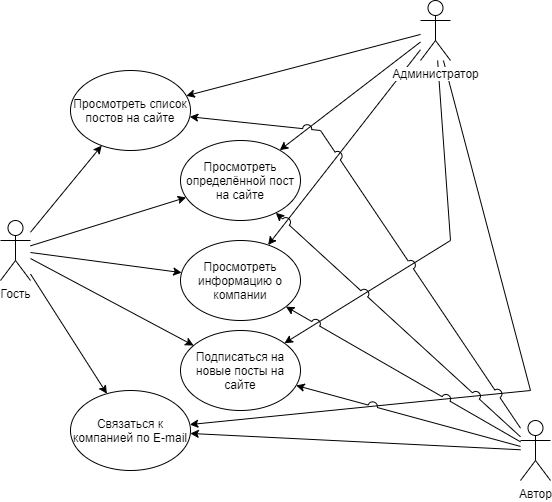 Администратор
Просмотреть список
постов на сайте
Просмотреть
определённой пост
на сайте
Гость
Просмотреть
информацию о
компании
Подписаться на
новые посты на
сайте
Связаться к
компанией по E-mail
Автор